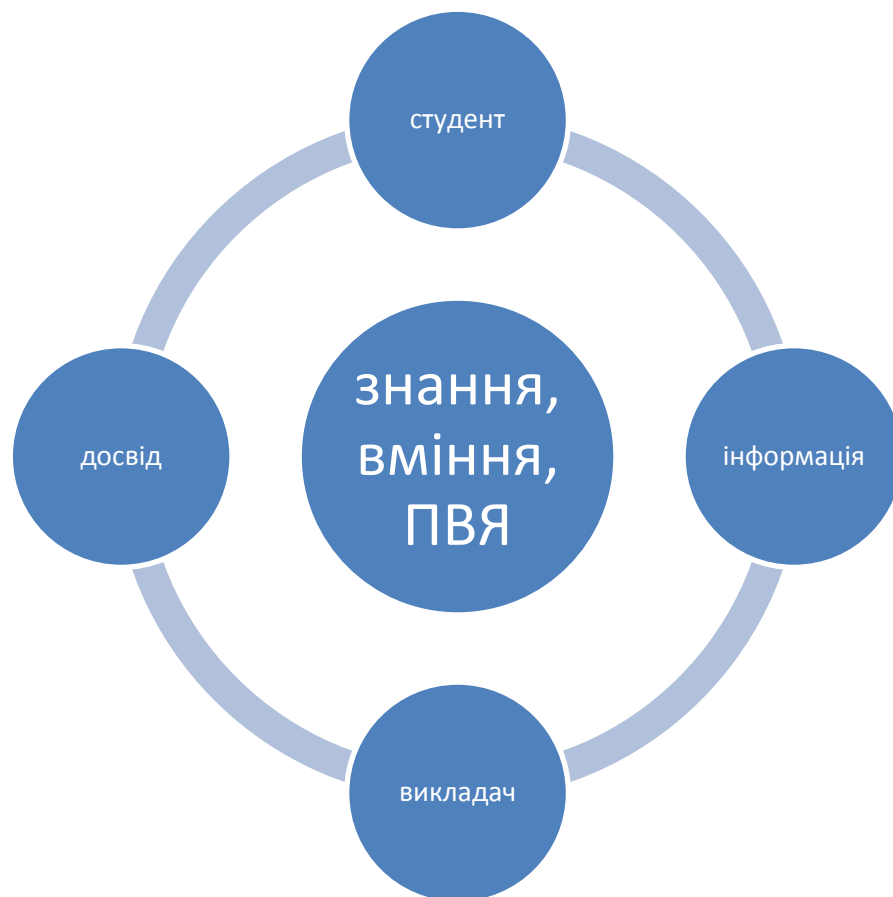 студент
знання,
вміння,
ПВЯ
досвід
інформація
викладач